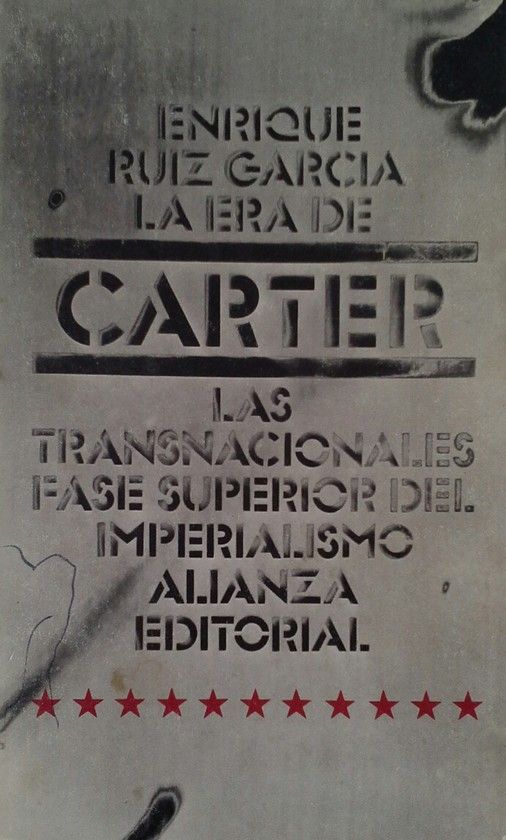 ENRIQUE
RUIZ GARCIA
LA ERA DE
CARTER
LAS
TRANSNACIONALES
FASE SUPERIOR DEL
IMPERIALISMO
ALIANZA
EDITORIAL